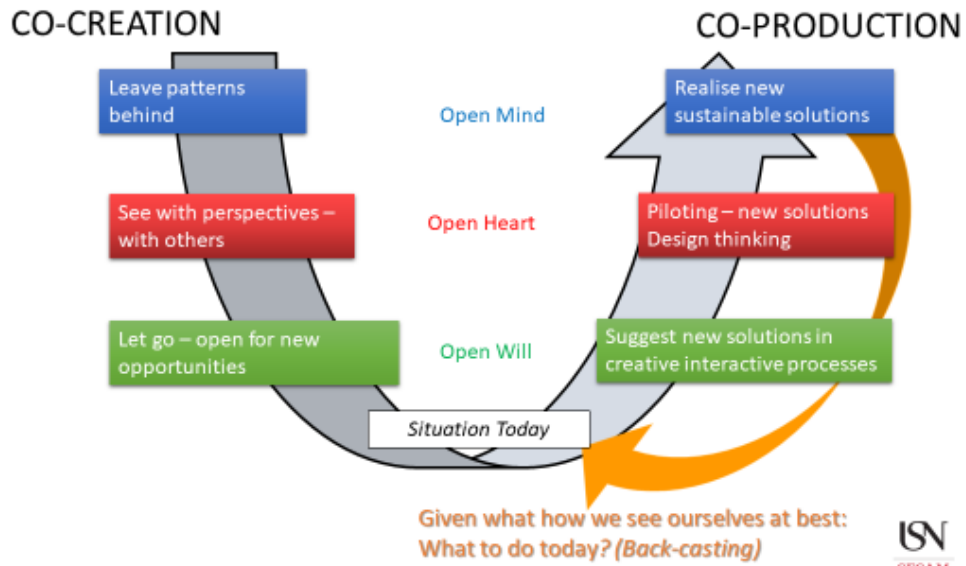 CO-CREATION
CO-PRODUCTION
Leave patterns
behind
Open Mind
Realise new
sustainable solutions
See with perspectives –
with others
Open Heart
Piloting – new solutions
Design thinking
Let go – open for new
opportunities
Open Will
Suggest new solutions in
creative interactive processes
Situation Today
Given what how we see ourselves at best:
What to do today? (Back-casting)
USN